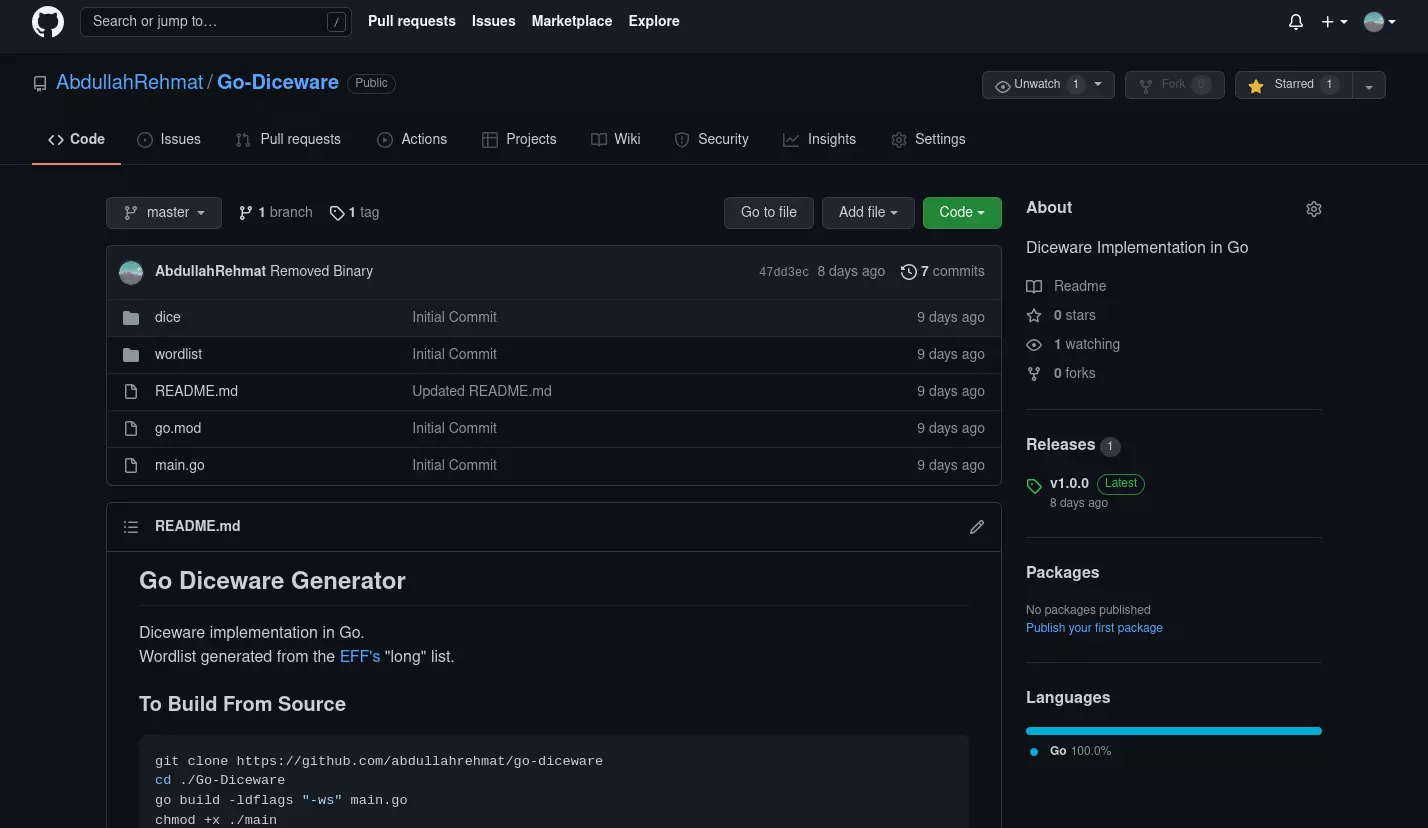 Search or jump to… /
Pull requests Issues Marketplace Explore
AbdullahRehmat / Go-Diceware Public
Unwatch 1 Fork 0 Starred 1
Code Issues Pull requests Actions Projects Wiki Security Insights Settings
master 1 branch 1 tag Go to file Add file Code
AbdullahRehmat Removed Binary 47dd3ec 8 days ago 7 commits
dice Initial Commit 9 days ago
wordlist Initial Commit 9 days ago
README.md Updated README.md 9 days ago
go.mod Initial Commit 9 days ago
main.go Initial Commit 9 days ago
README.md
Go Diceware Generator
Diceware implementation in Go.
Wordlist generated from the EFF's "long" list.
To Build From Source
git clone https://github.com/abdullahrehmat/go-diceware
cd ./Go-Diceware
go build -ldflags "-ws" main.go
chmod +x ./main
About
Diceware Implementation in Go
Readme
0 stars
1 watching
0 forks
Releases 1
v1.0.0 Latest
8 days ago
Packages
No packages published
Publish your first package
Languages
Go 100.0%